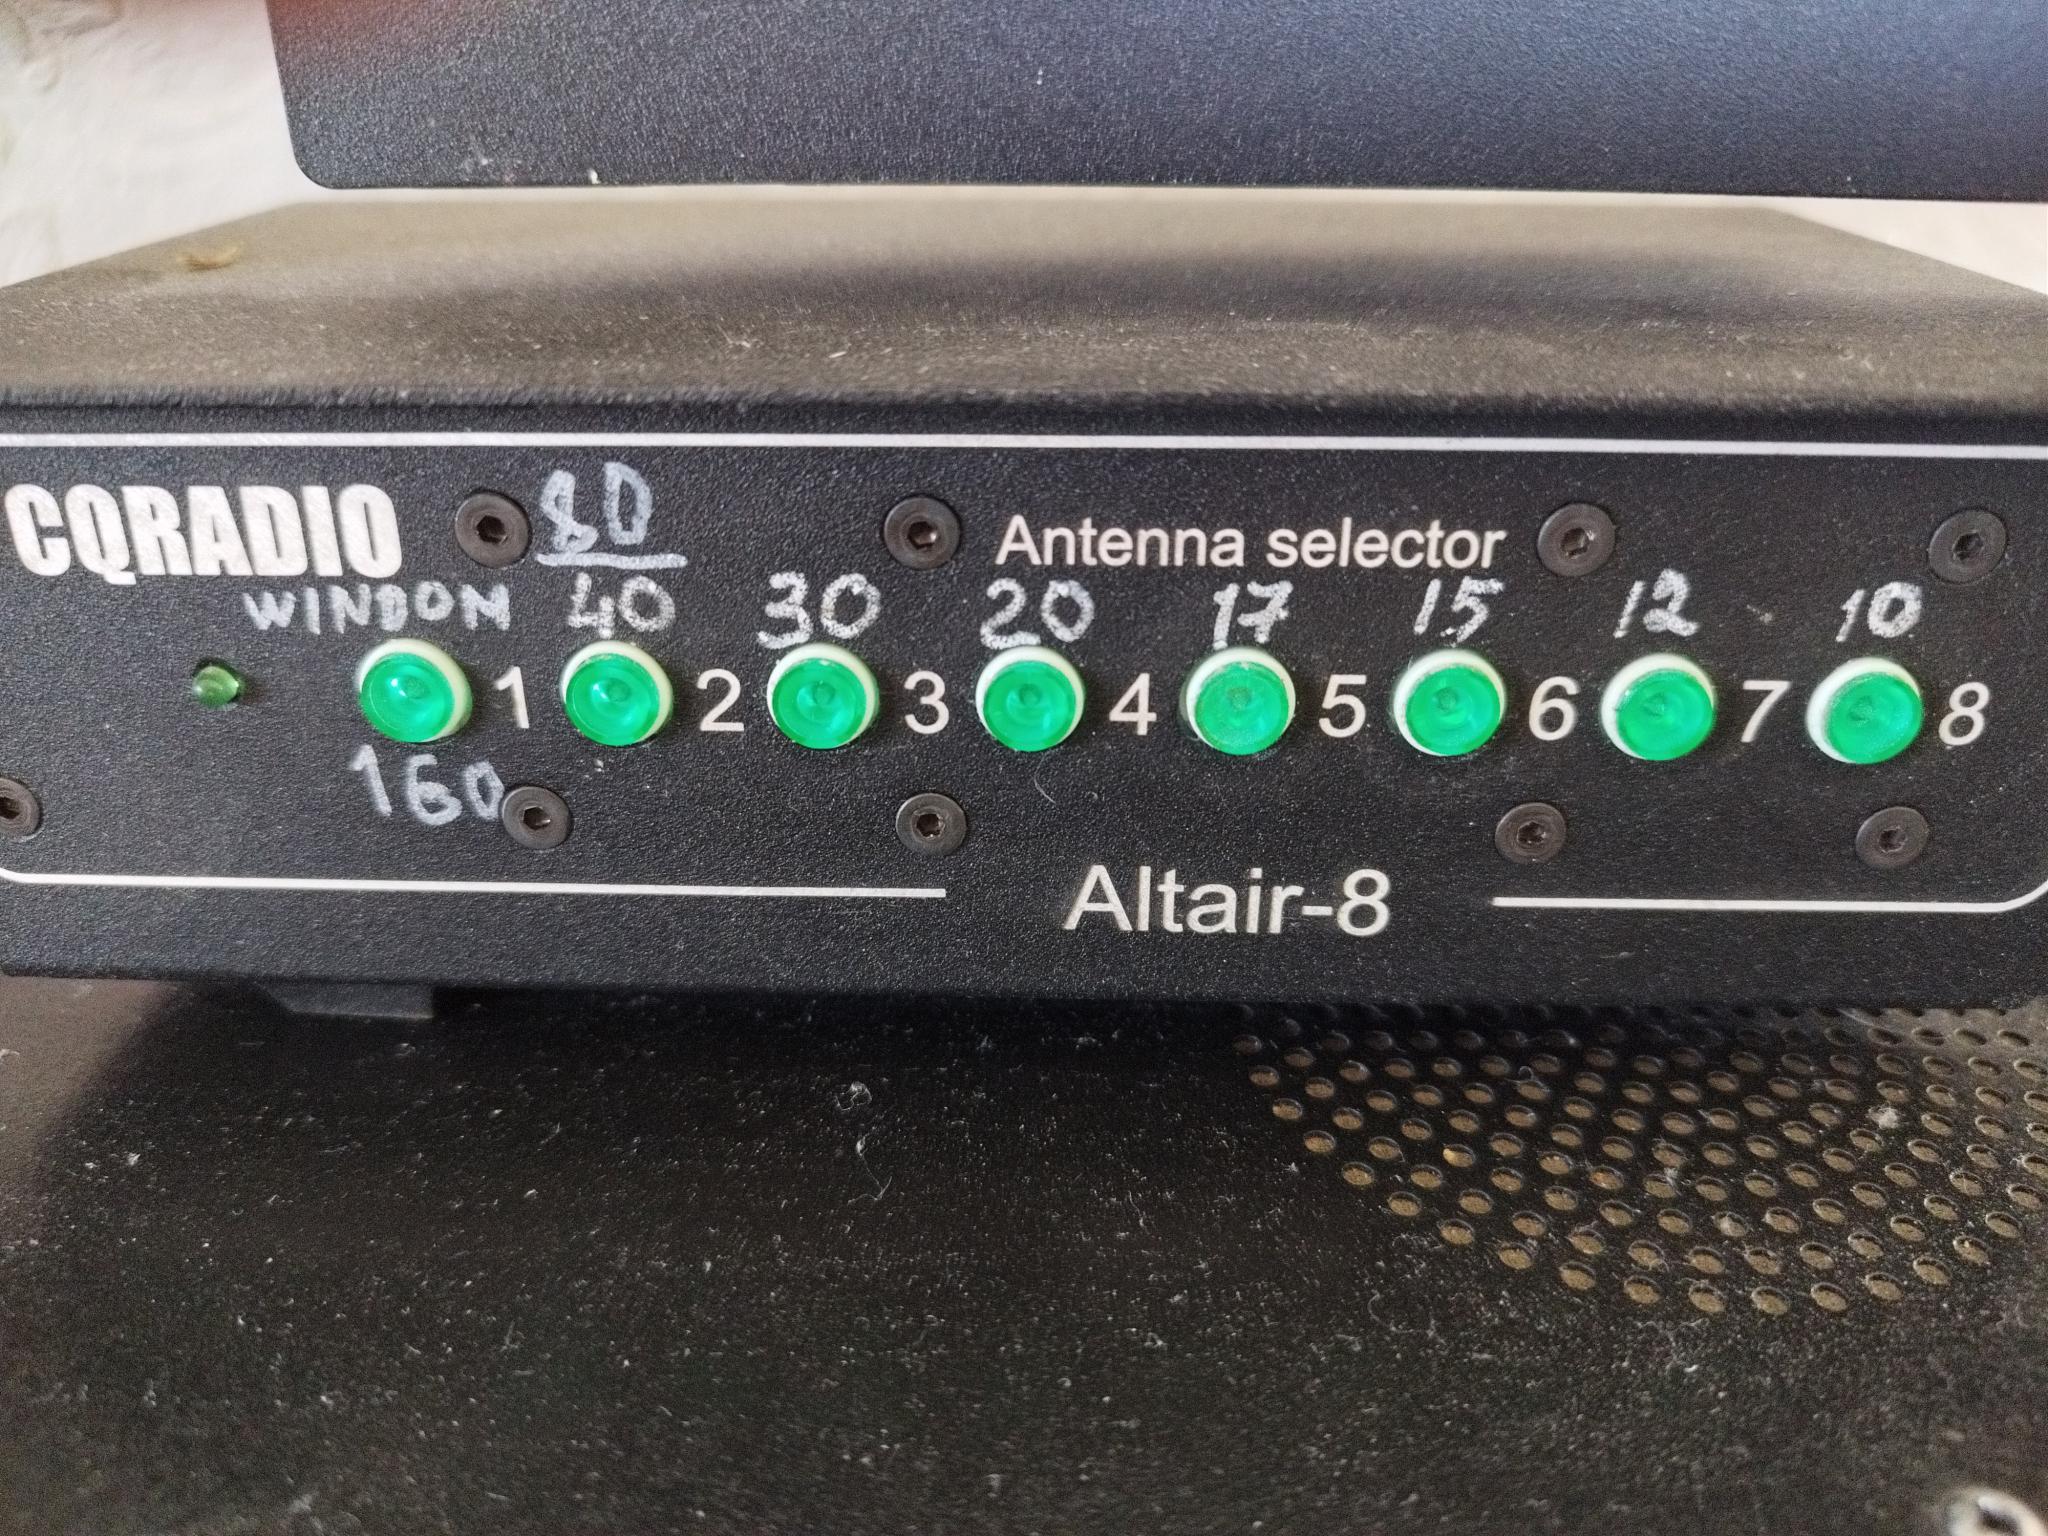 CQRADIO
80
Antenna selector
WINDOM 40 30 20 17 15 12 10
1 2 3 4 5 6 7 8
160
Altair-8